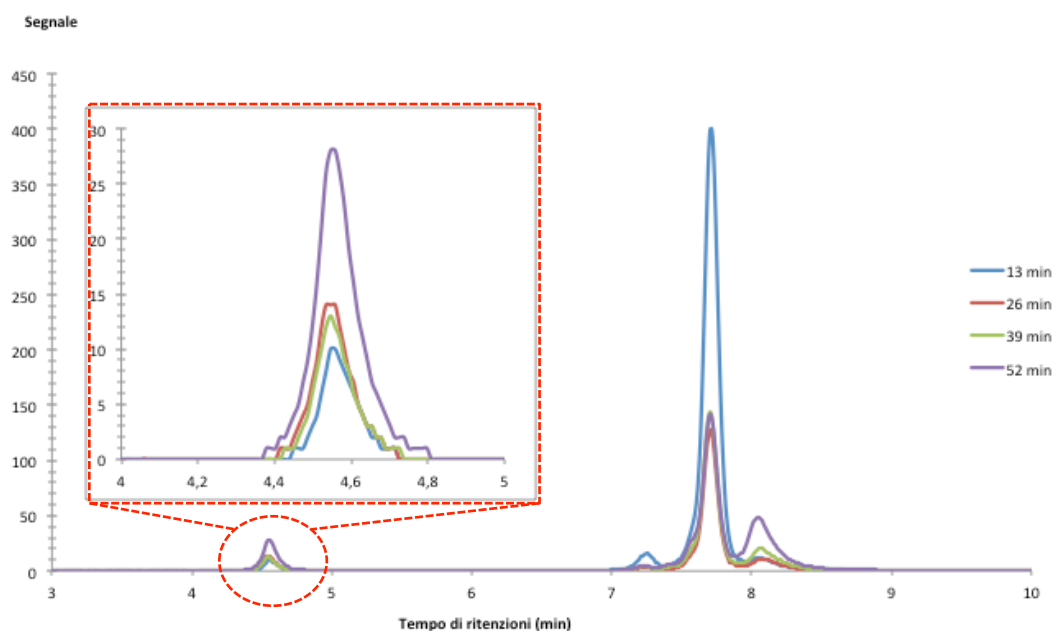 Segnale
450
400
350
300
250
200
150
100
50
0
3 4 5 6 7 8 9 10
Tempo di ritenzioni (min)
30
25
20
15
10
5
0
4 4,2 4,4 4,6 4,8 5
13 min
26 min
39 min
52 min